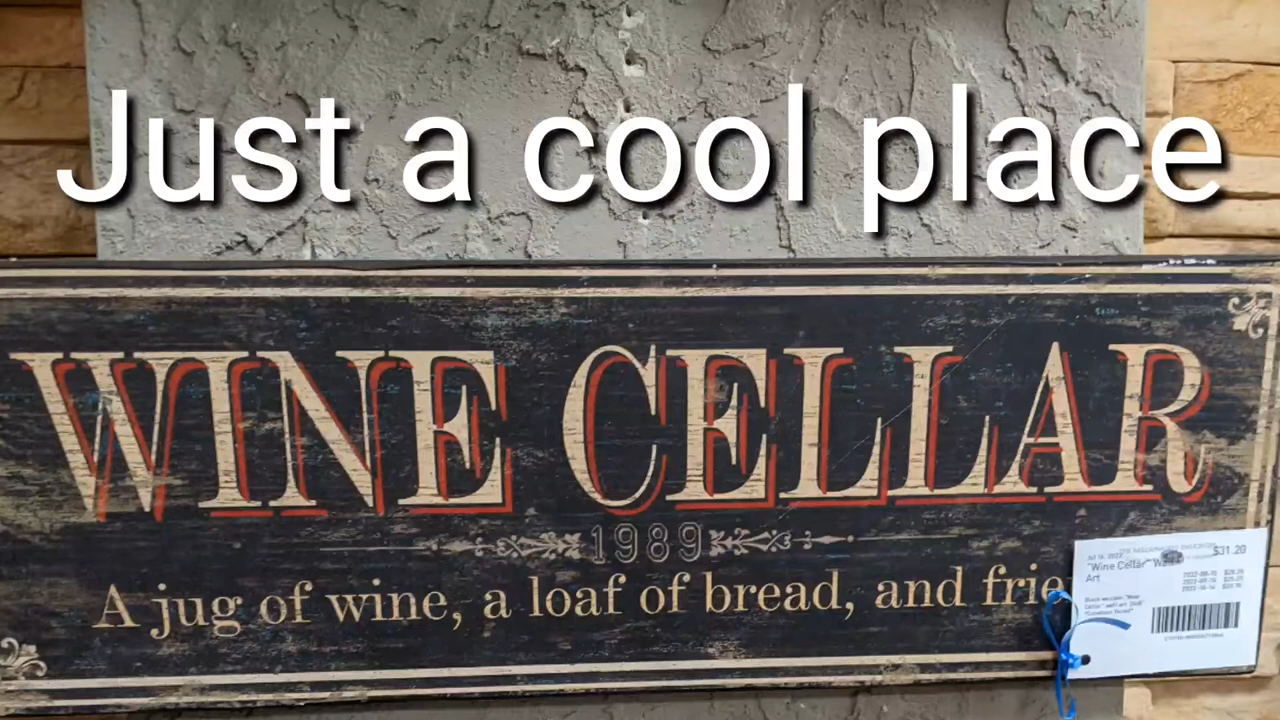 Just a cool place
WINE CELLAR
1989
A jug of wine, a loaf of bread, and frie
$31.20
"Wine Cellar"
Art